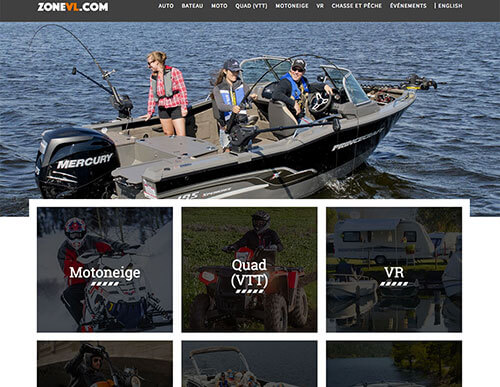 ZONEVL.COM
AUTO BATEAU MOTO QUAD (VTT) MOTONEIGE VR CHASSE ET PÊCHE ÉVÉNEMENTS | ENGLISH
MERCURY
PRINCECRAFT
Motoneige
Quad
(VTT)
VR